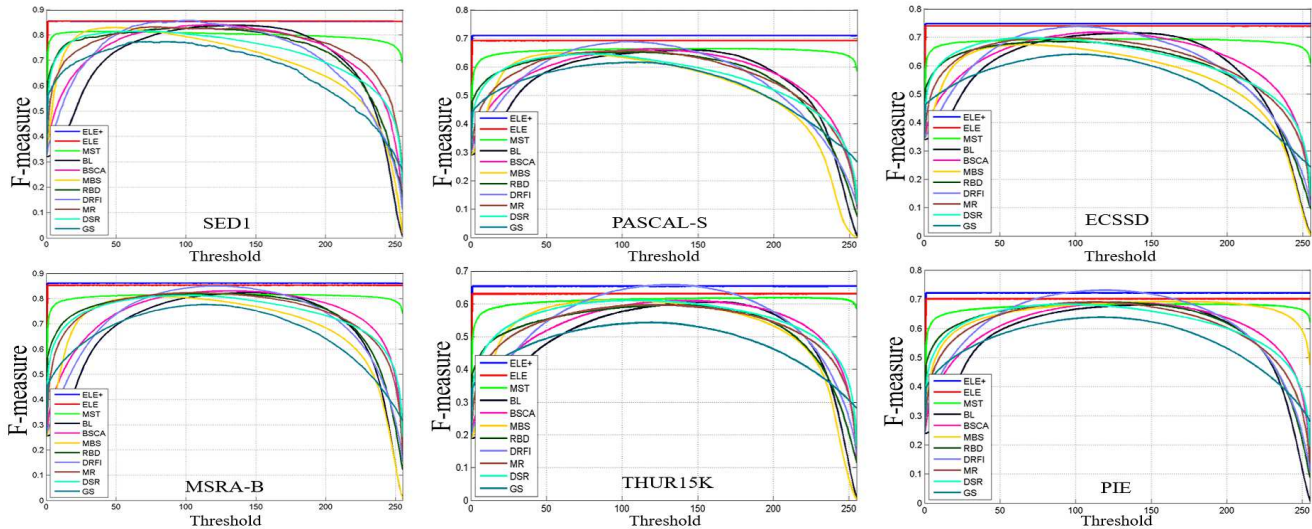 0.9
0.8
0.7
0.6
0.5
0.4
0.3
0.2
0.1
0
F-measure
ELE+
ELE
MST
BL
BSCA
MBS
RBD
DRFI
MR
DSR
GS
SED1
0 50 100 150 200 250
Threshold
0.8
0.7
0.6
0.5
0.4
0.3
0.2
0.1
0
F-measure
ELE+
ELE
MST
BL
BSCA
MBS
RBD
DRFI
MR
DSR
GS
PASCAL-S
0 50 100 150 200 250
Threshold
0.8
0.7
0.6
0.5
0.4
0.3
0.2
0.1
0
F-measure
ELE+
ELE
MST
BL
BSCA
MBS
RBD
DRFI
MR
DSR
GS
ECSSD
0 50 100 150 200 250
Threshold
0.9
0.8
0.7
0.6
0.5
0.4
0.3
0.2
0.1
0
F-measure
ELE+
ELE
MST
BL
BSCA
MBS
RBD
DRFI
MR
DSR
GS
MSRA-B
0 50 100 150 200 250
Threshold
0.7
0.6
0.5
0.4
0.3
0.2
0.1
0
F-measure
ELE+
ELE
MST
BL
BSCA
MBS
RBD
DRFI
MR
DSR
GS
THUR15K
0 50 100 150 200 250
Threshold
0.8
0.7
0.6
0.5
0.4
0.3
0.2
0.1
0
F-measure
ELE+
ELE
MST
BL
BSCA
MBS
RBD
DRFI
MR
DSR
GS
PIE
0 50 100 150 200 250
Threshold